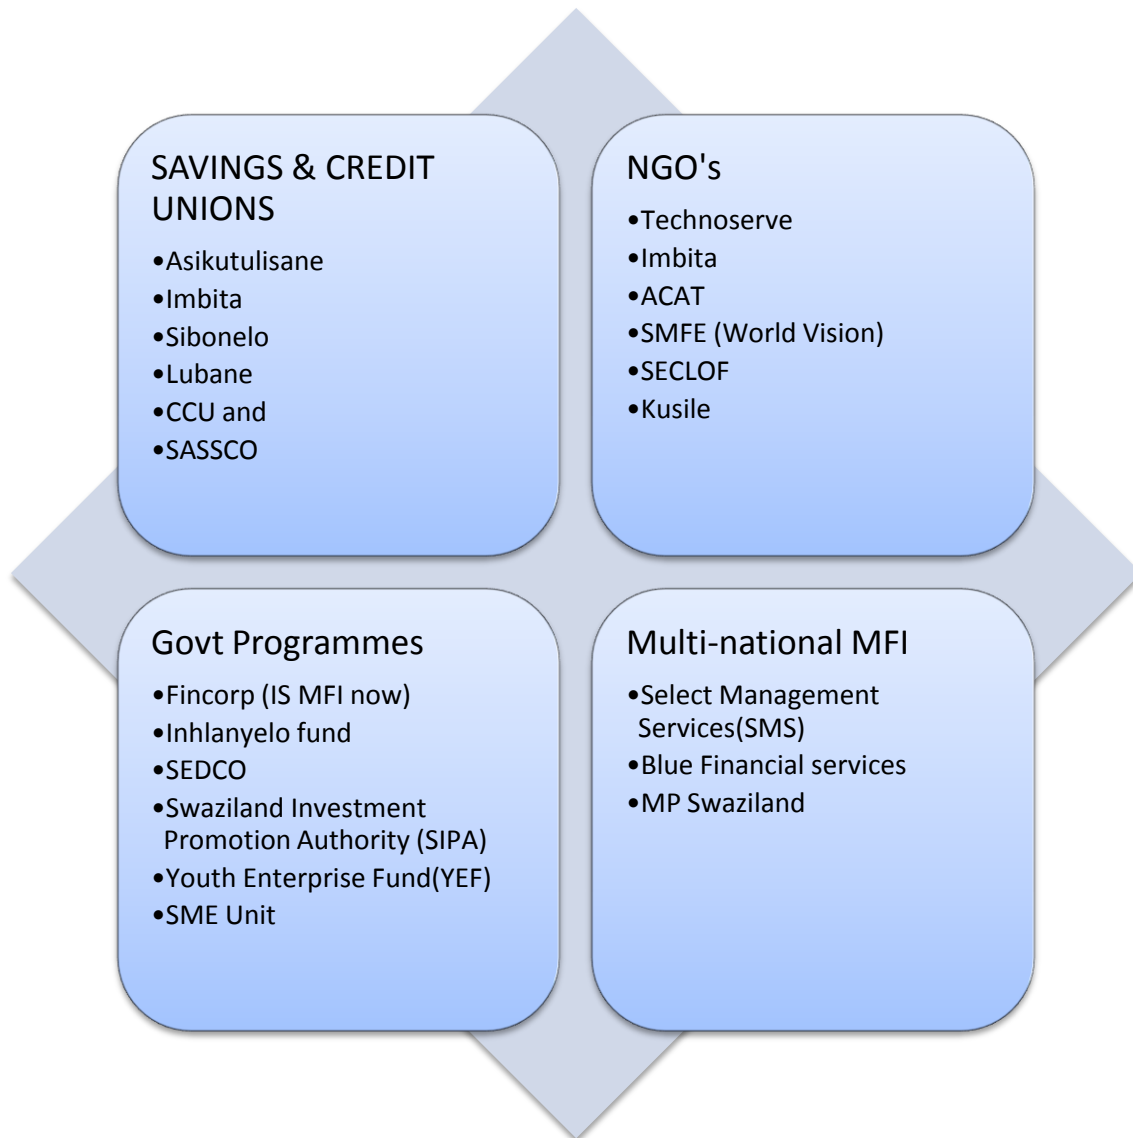 SAVINGS & CREDIT
UNIONS
•Asikutulisane
•Imbita
•Sibonelo
•Lubane
•CCU and
•SASSCO
NGO's
•Technoserve
•Imbita
•ACAT
•SMFE (World Vision)
•SECLOF
•Kusile
Govt Programmes
•Fincorp (IS MFI now)
•Inhlanyelo fund
•SEDCO
•Swaziland Investment
Promotion Authority (SIPA)
•Youth Enterprise Fund(YEF)
•SME Unit
Multi-national MFI
•Select Management
Services(SMS)
•Blue Financial services
•MP Swaziland